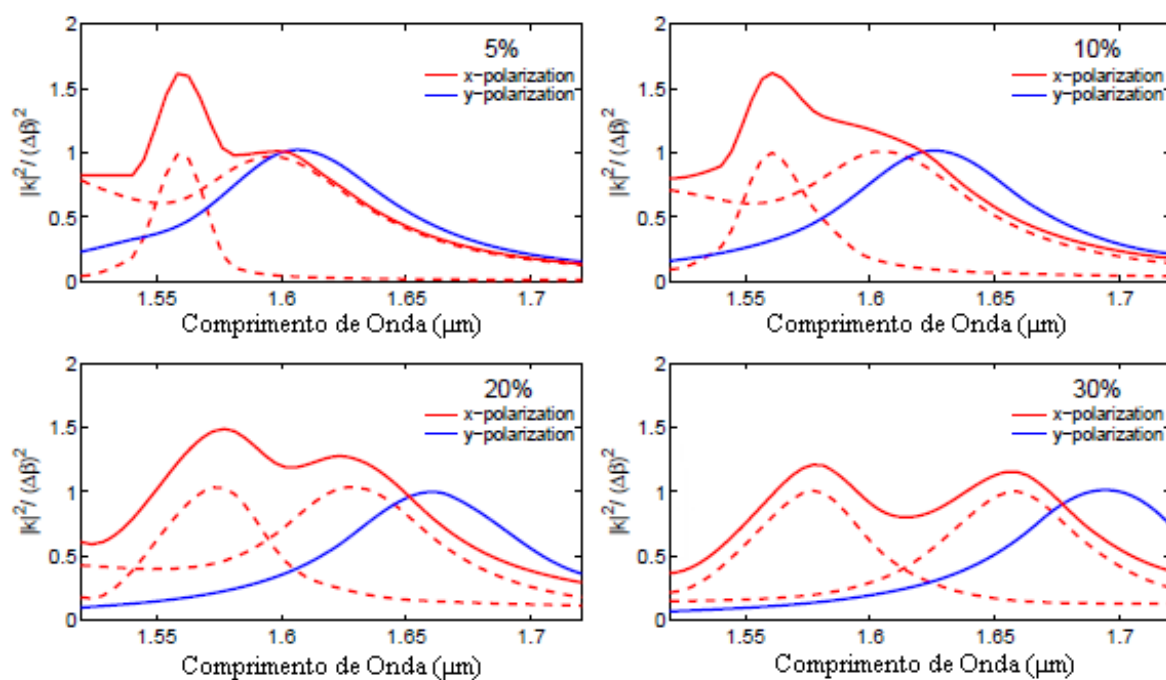 2
5%
x-polarization
y-polarization
1.5
1
0.5
0
|k|²/ (Δβ)²
1.55 1.6 1.65 1.7
Comprimento de Onda (μm)
2
10%
x-polarization
y-polarization
1.5
1
0.5
0
|k|²/ (Δβ)²
1.55 1.6 1.65 1.7
Comprimento de Onda (μm)
2
20%
x-polarization
y-polarization
1.5
1
0.5
0
|k|²/ (Δβ)²
1.55 1.6 1.65 1.7
Comprimento de Onda (μm)
2
30%
x-polarization
y-polarization
1.5
1
0.5
0
|k|²/ (Δβ)²
1.55 1.6 1.65 1.7
Comprimento de Onda (μm)